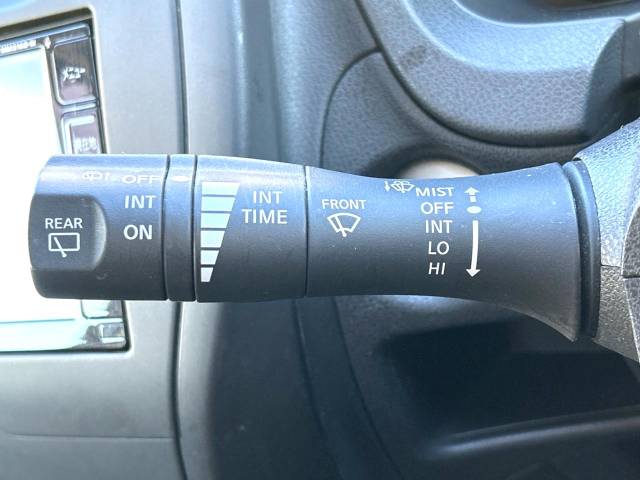 REAR
OFF
INT
ON
INT
TIME
FRONT
MIST
OFF
INT
LO
HI